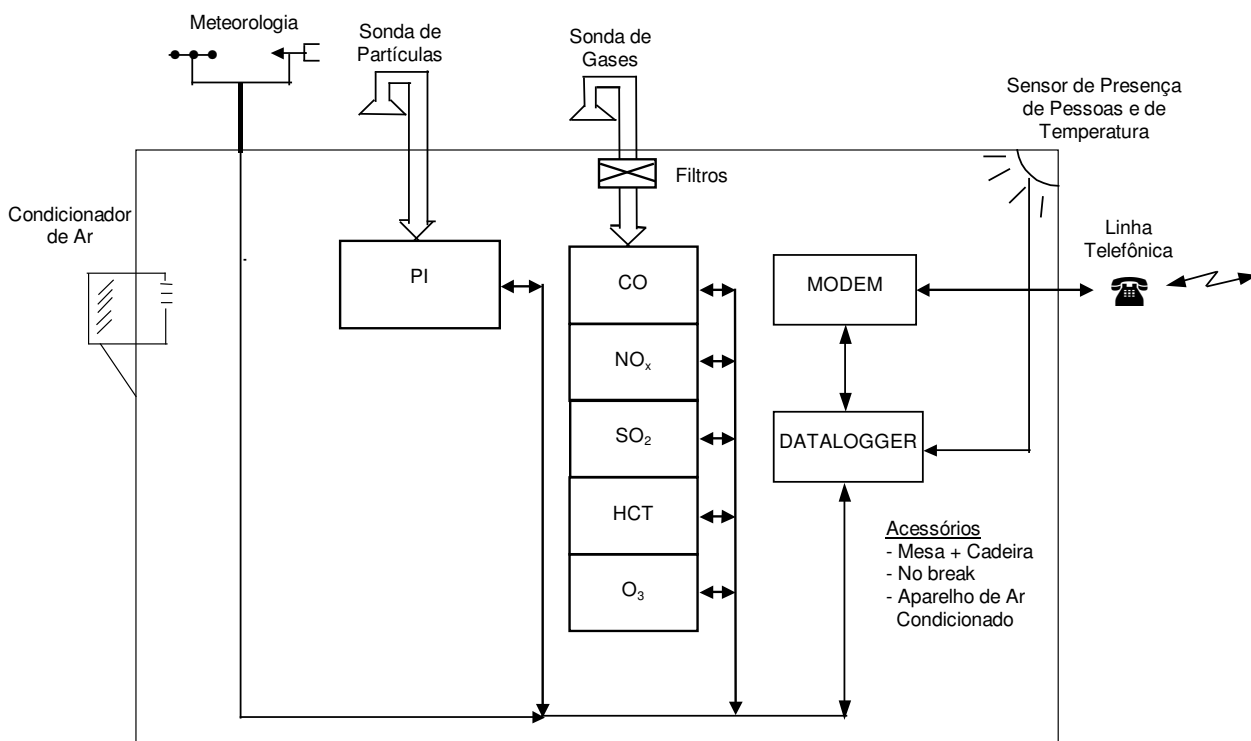 Meteorologia
Sonda de
Partículas
Sonda de
Gases
Sensor de Presença
de Pessoas e de
Temperatura
Filtros
Condicionador
de Ar
Linha
Telefônica
PI
CO
MODEM
NOx
SO2
DATALOGGER
HCT
O3
Acessórios
- Mesa + Cadeira
- No break
- Aparelho de Ar
Condicionado